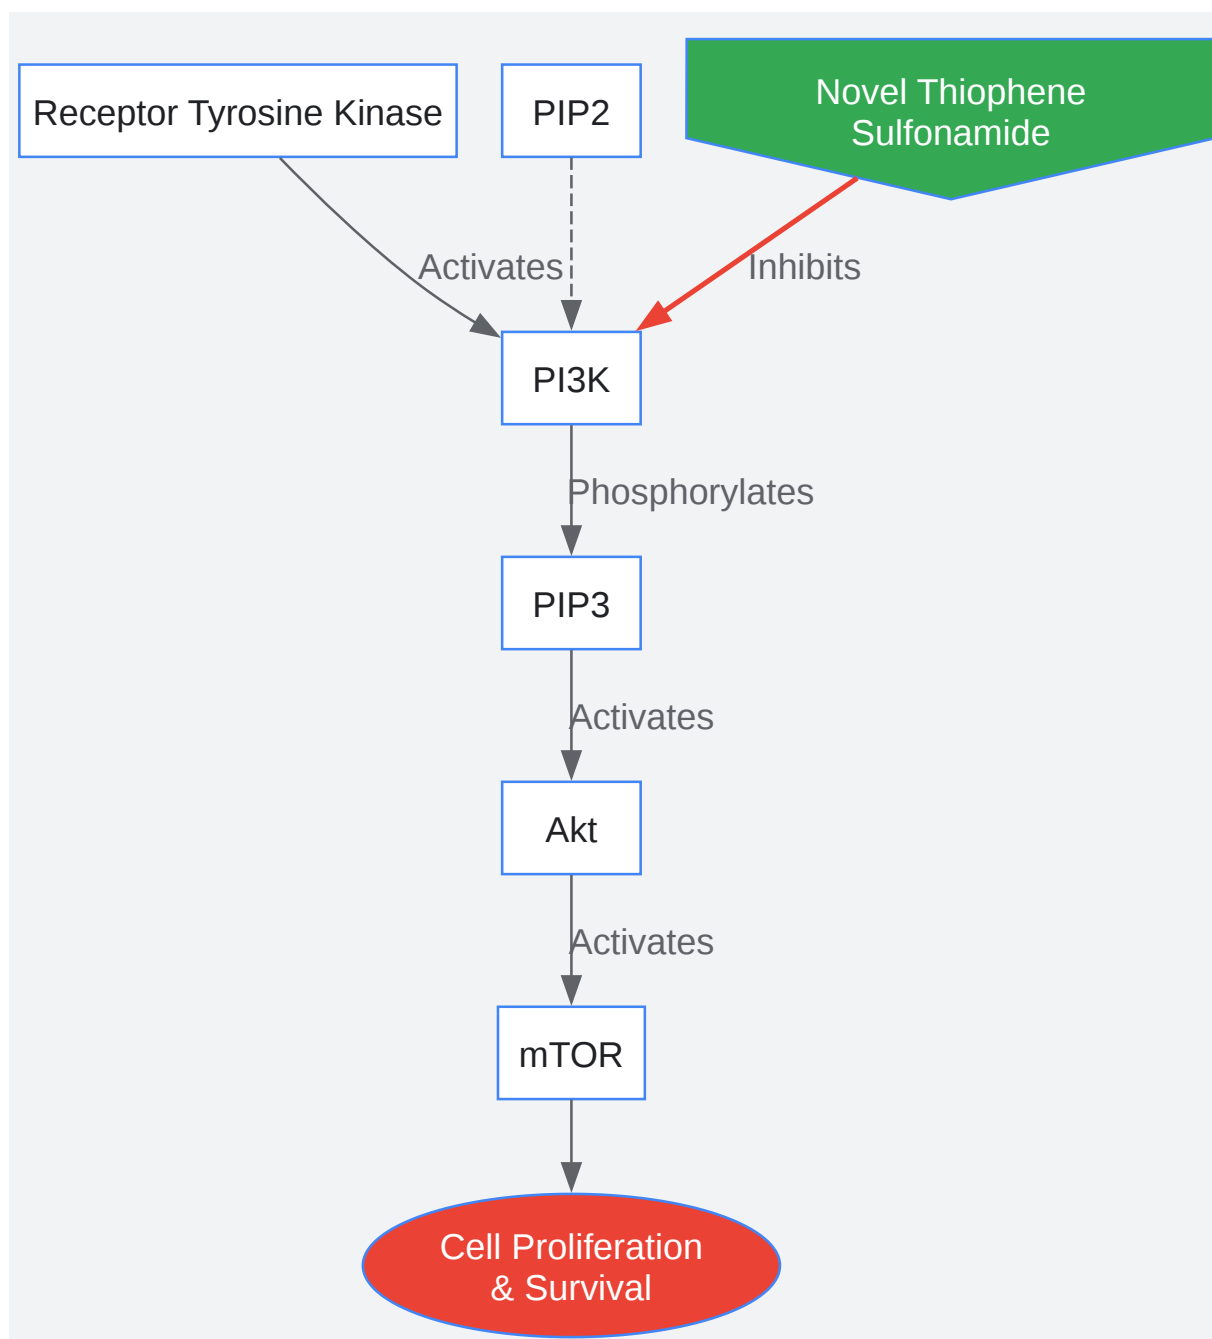 Receptor Tyrosine Kinase
PIP2
Novel Thiophene
Sulfonamide
Activates
Inhibits
PI3K
Phosphorylates
PIP3
Activates
Akt
Activates
mTOR
Cell Proliferation
& Survival